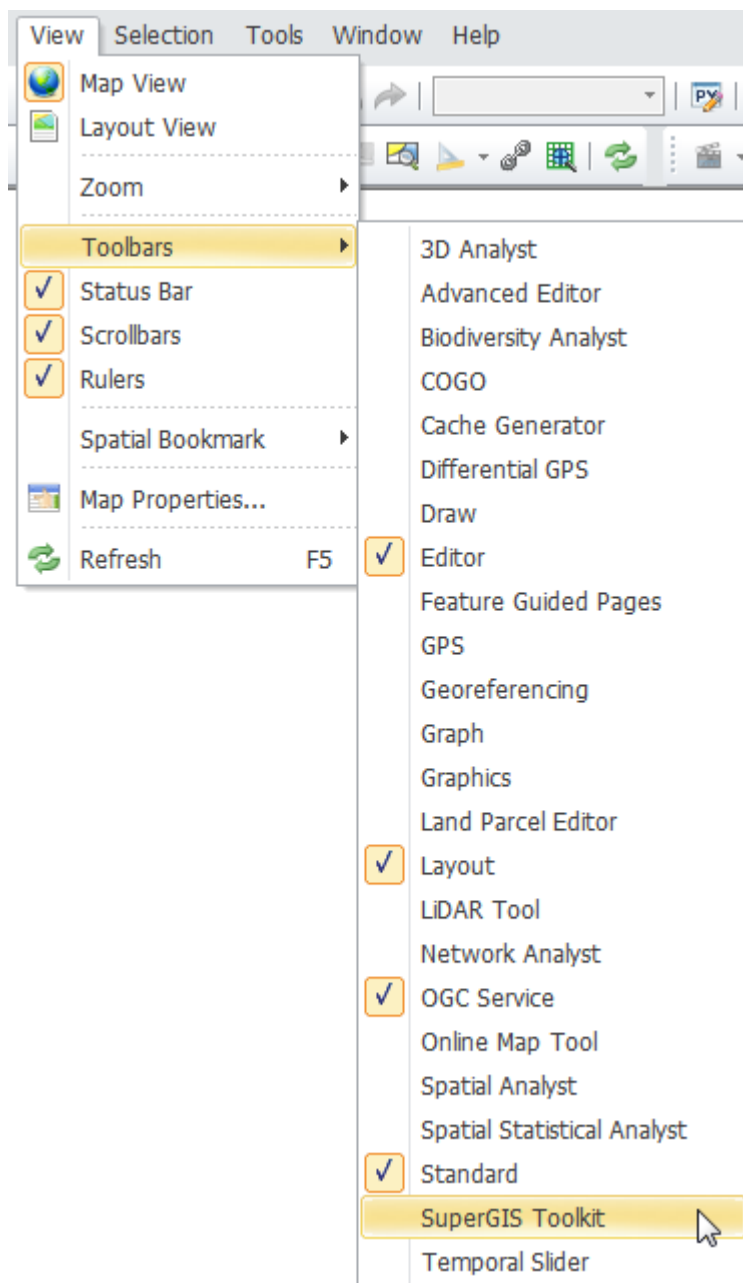 View Selection Tools Window Help
Map View
Layout View
Zoom
Toolbars
Status Bar
Scrollbars
Rulers
Spatial Bookmark
Map Properties...
Refresh F5
PY
3D Analyst
Advanced Editor
Biodiversity Analyst
COGO
Cache Generator
Differential GPS
Draw
Editor
Feature Guided Pages
GPS
Georeferencing
Graph
Graphics
Land Parcel Editor
Layout
LiDAR Tool
Network Analyst
OGC Service
Online Map Tool
Spatial Analyst
Spatial Statistical Analyst
Standard
SuperGIS Toolkit
Temporal Slider